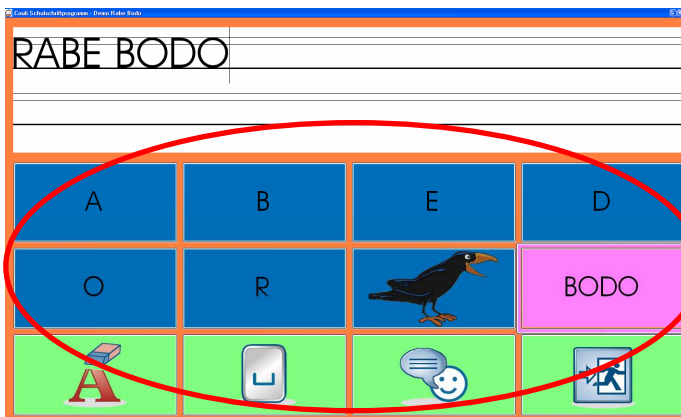 Couli Schulschriftprogramm - Demo Rabe Bodo
RABE BODO
A B E D
O R BODO
A